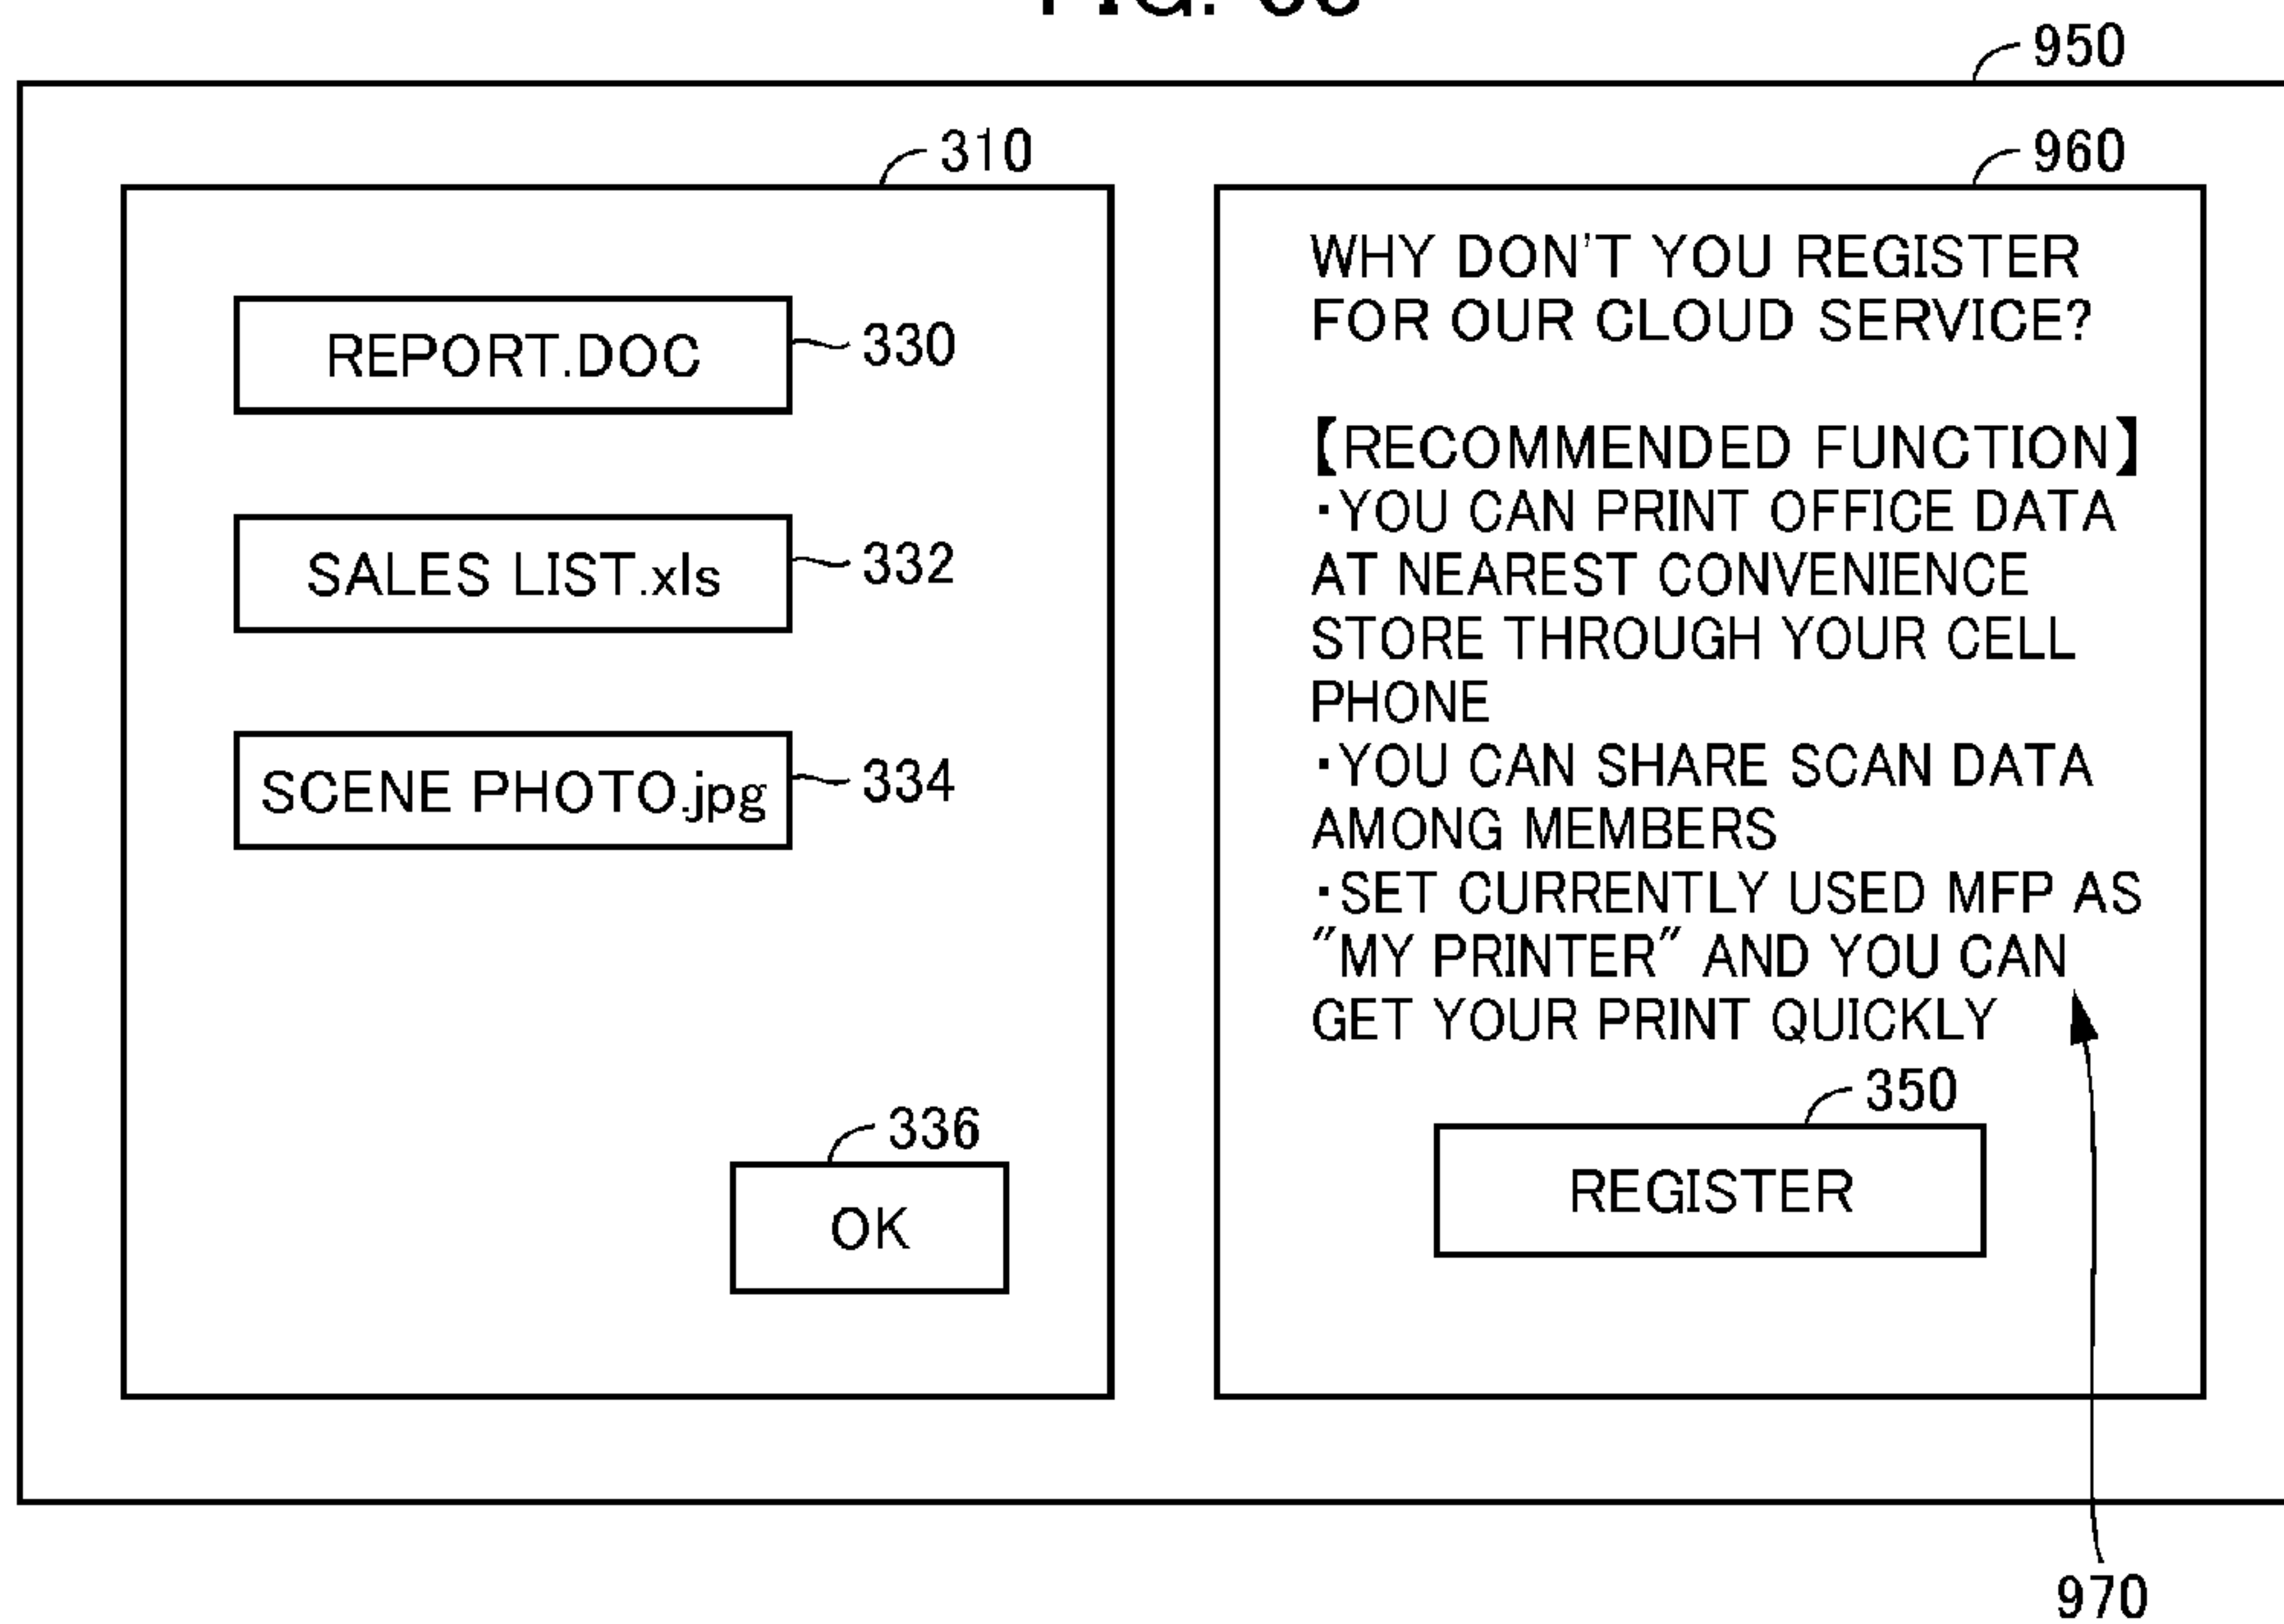 950
310
960
REPORT.DOC
330
SALES LIST.xls
332
SCENE PHOTO.jpg
334
336
OK
WHY DON'T YOU REGISTER
FOR OUR CLOUD SERVICE?
【RECOMMENDED FUNCTION】
・YOU CAN PRINT OFFICE DATA
AT NEAREST CONVENIENCE
STORE THROUGH YOUR CELL
PHONE
・YOU CAN SHARE SCAN DATA
AMONG MEMBERS
・SET CURRENTLY USED MFP AS
"MY PRINTER" AND YOU CAN
GET YOUR PRINT QUICKLY
350
REGISTER
970